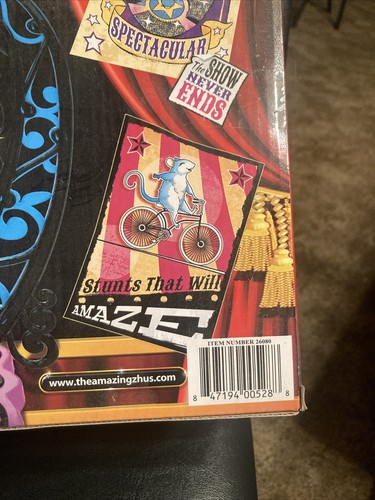 SPECTACULAR
The SHOW
NEVER
ENDS
Stunts That Will
AMAZE
ITEM NUMBER 26080
www.theamazingzhus.com
8 47194 00528 8